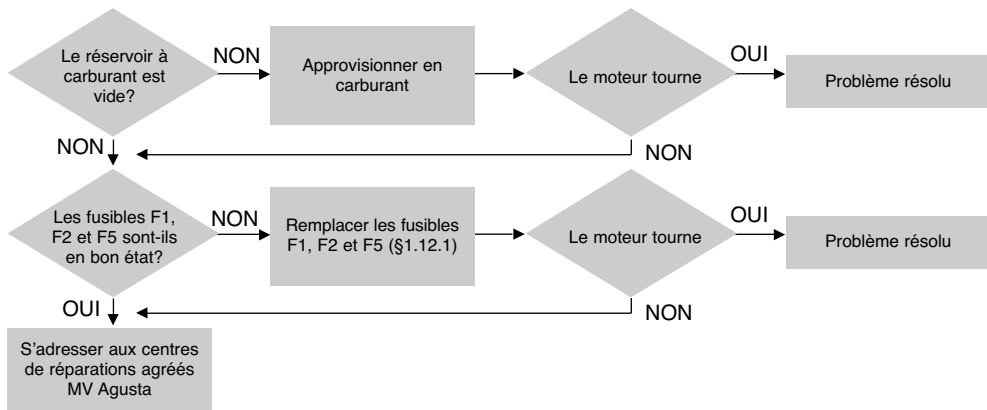 Le réservoir à
carburant est
vide?
NON
Approvisionner en
carburant
Le moteur tourne
OUI
Problème résolu
NON
NON
Les fusibles F1,
F2 et F5 sont-ils
en bon état?
NON
Remplacer les fusibles
F1, F2 et F5 (§1.12.1)
Le moteur tourne
OUI
Problème résolu
OUI
NON
S'adresser aux centres
de réparations agréés
MV Agusta